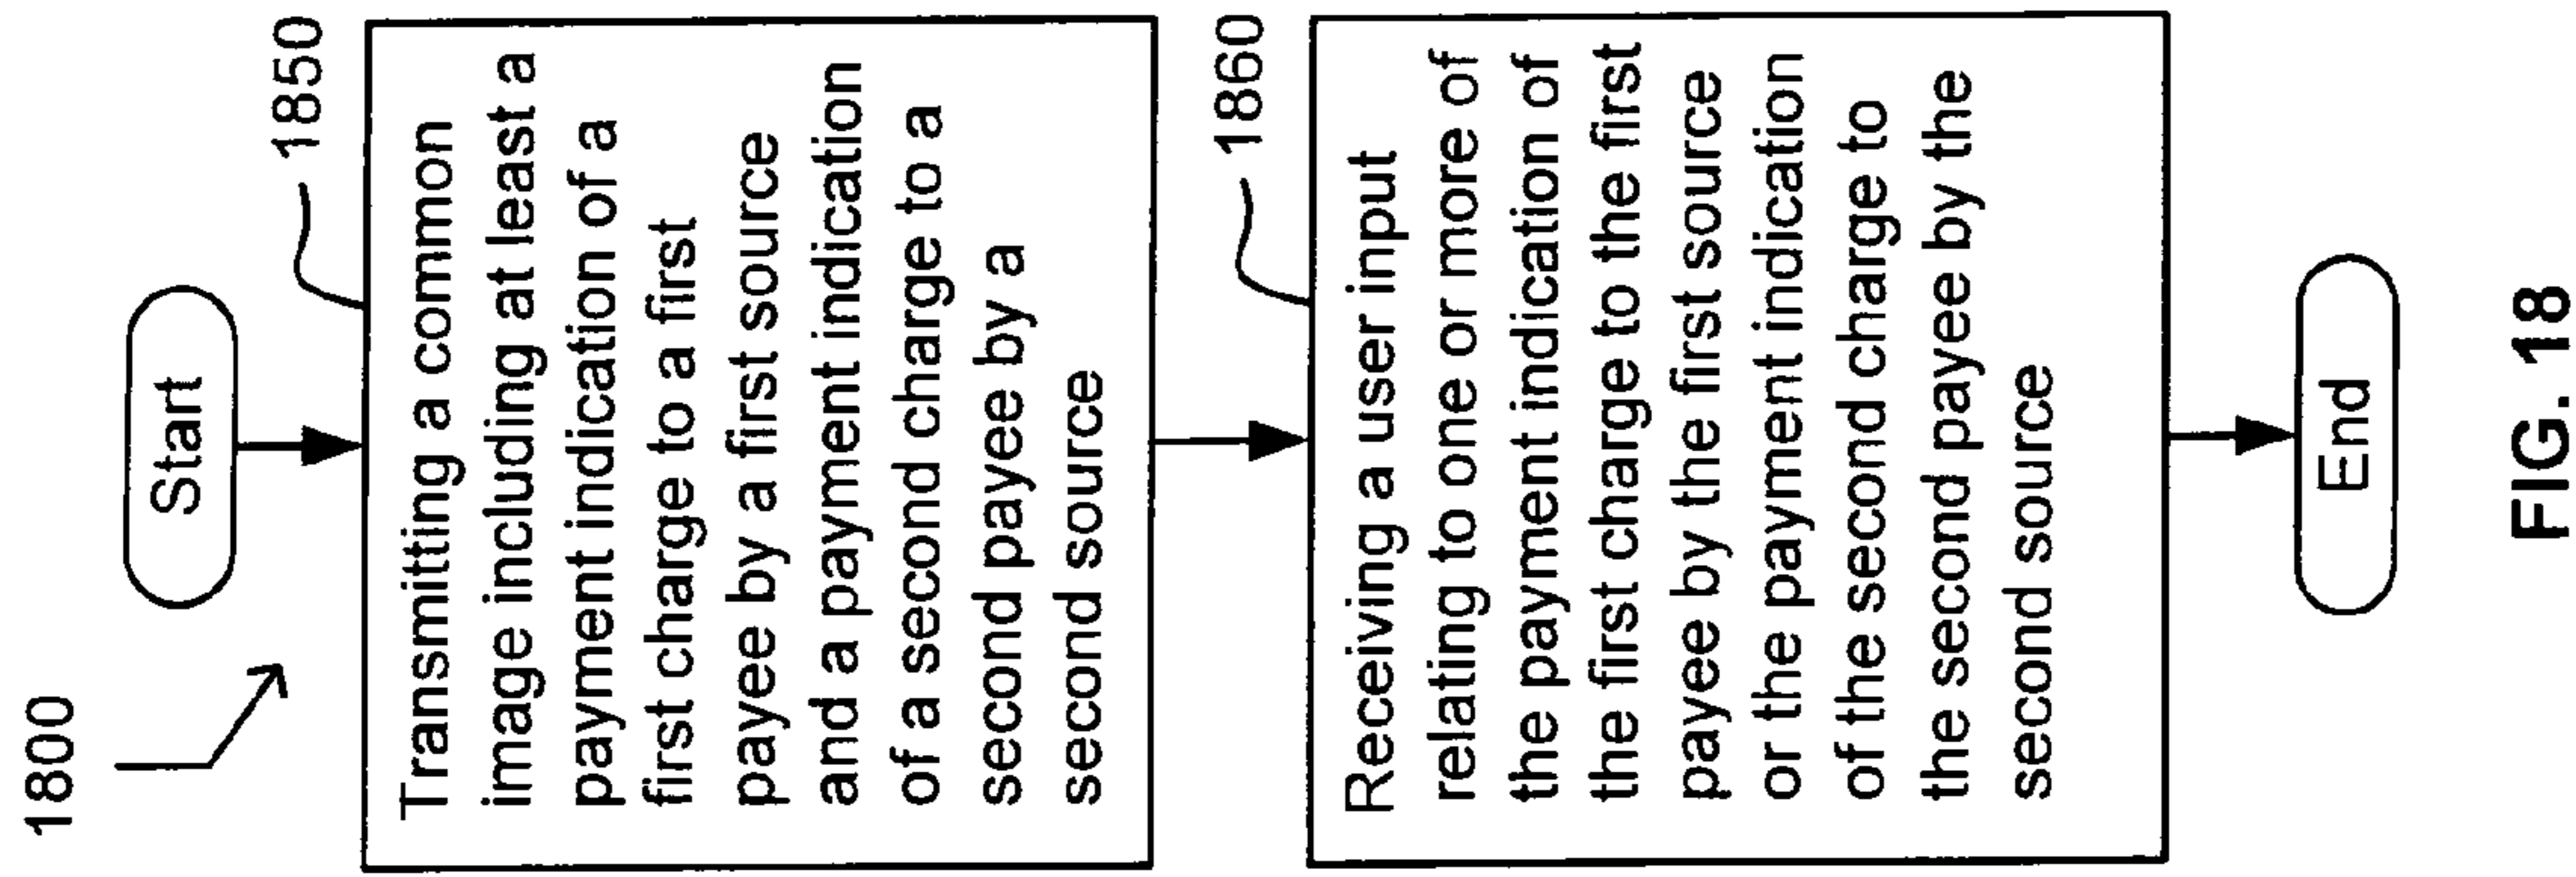 1800
Start
1850
Transmitting a common
image including at least a
payment indication of a
first charge to a first
payee by a first source
and a payment indication
of a second charge to a
second payee by a
second source
1860
Receiving a user input
relating to one or more of
the payment indication of
the first charge to the first
payee by the first source
or the payment indication
of the second charge to
the second payee by the
second source
End
FIG. 18